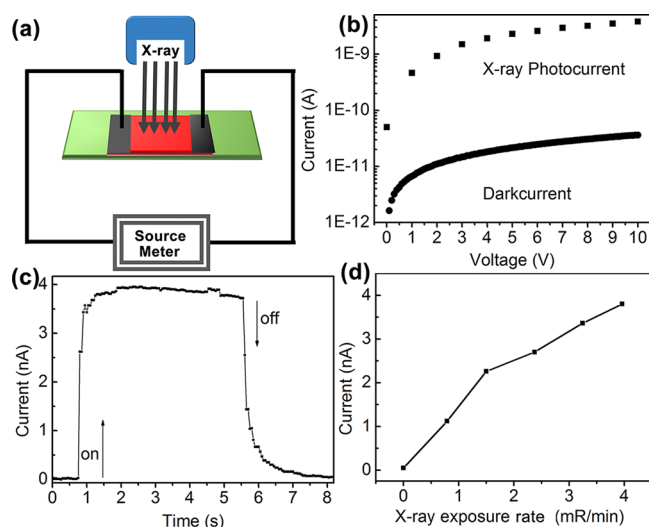 (a)
X-ray
Source
Meter
(b)
Current (A)
1E-9
1E-10
1E-11
1E-12
X-ray Photocurrent
Darkcurrent
0 1 2 3 4 5 6 7 8 9 10
Voltage (V)
(c)
Current (nA)
4
3
2
1
0
on
off
0 1 2 3 4 5 6 7 8
Time (s)
(d)
Current (nA)
4
3
2
1
0
0 1 2 3 4
X-ray exposure rate (mR/min)